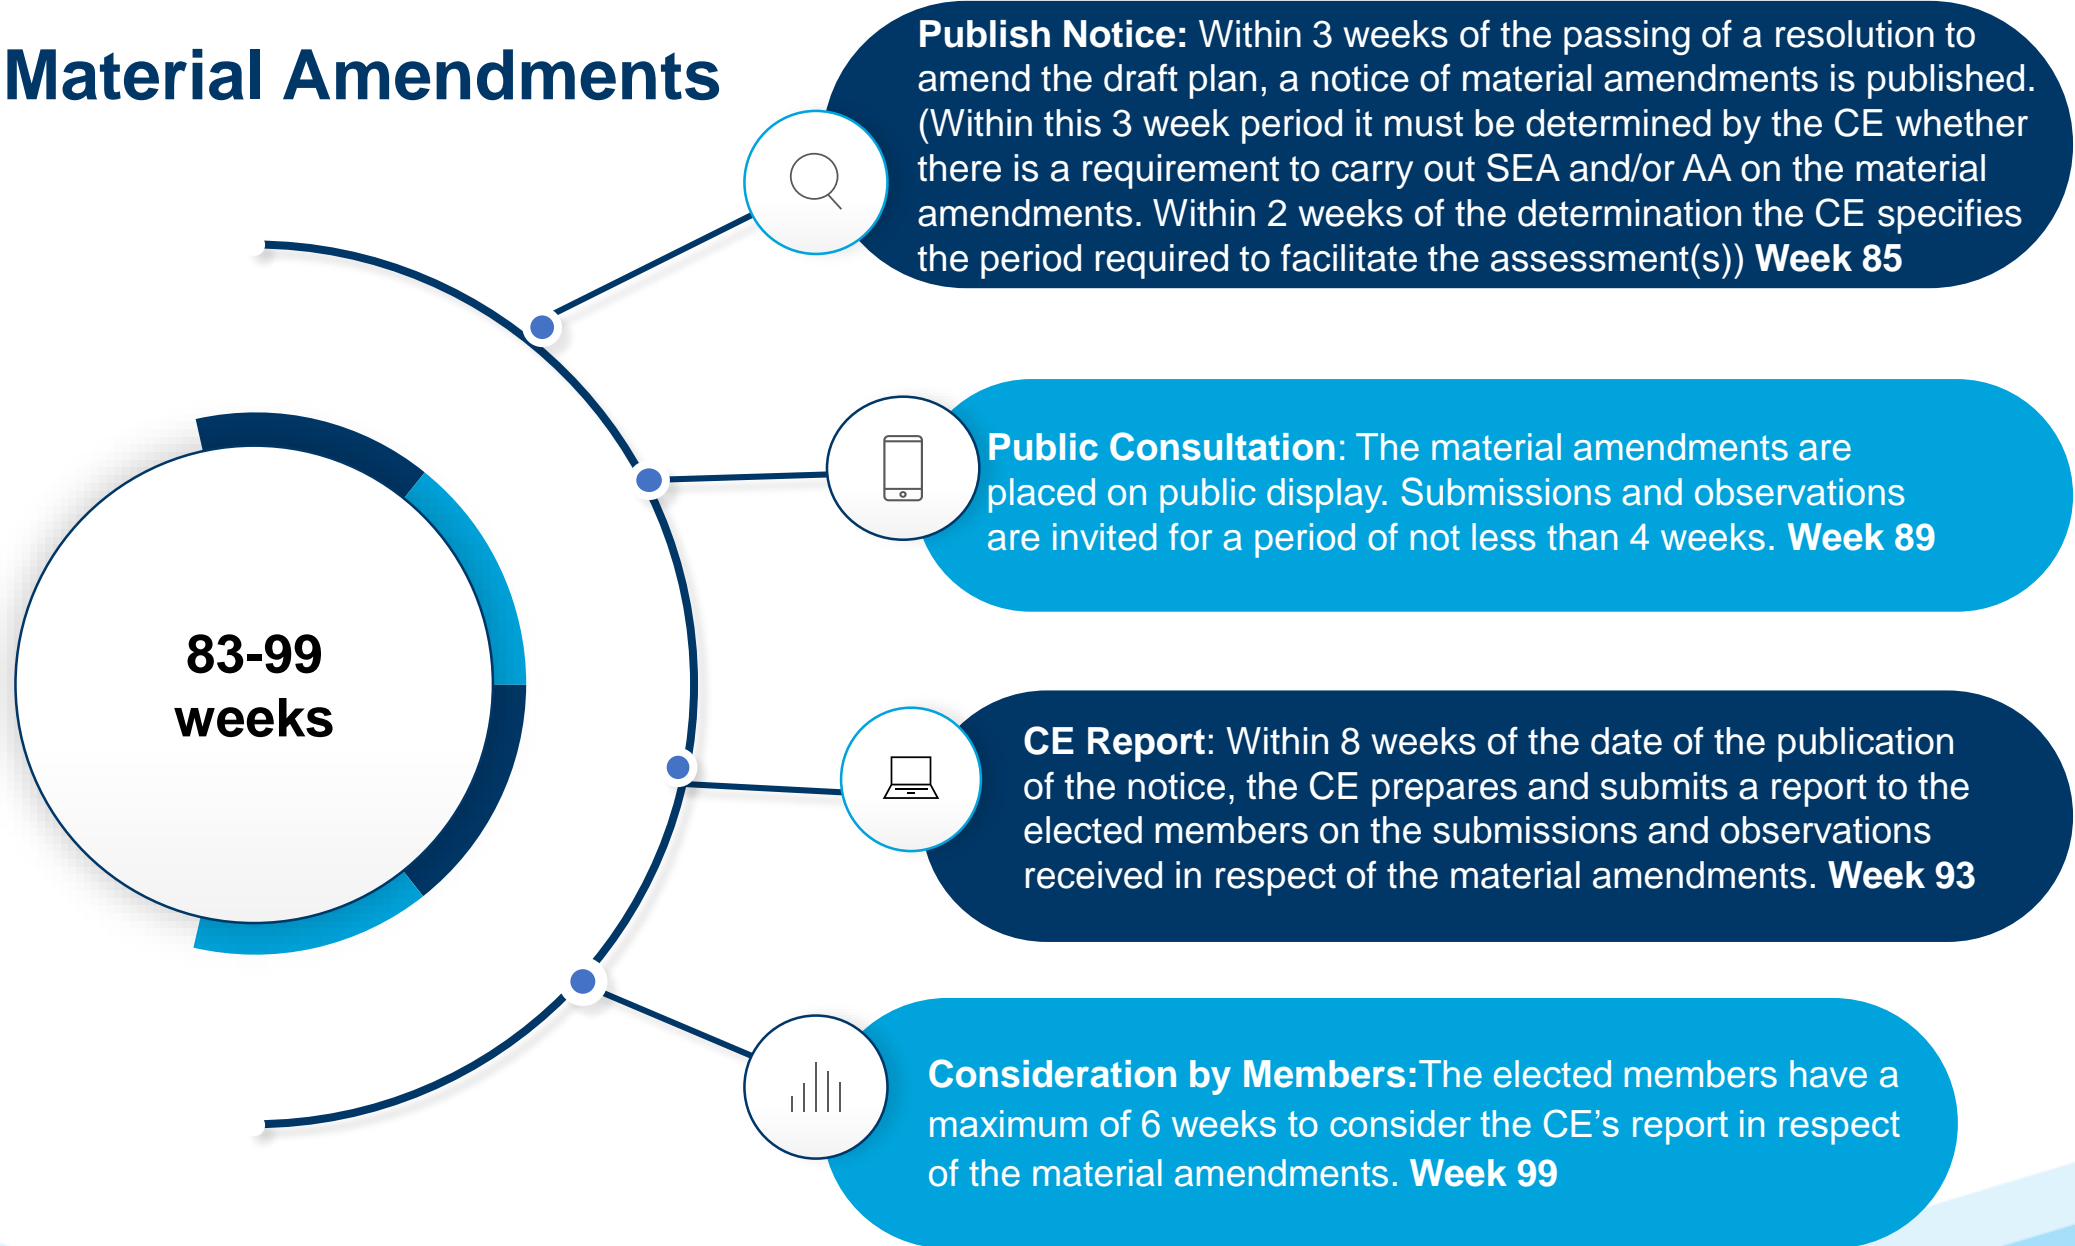 Material Amendments
Publish Notice: Within 3 weeks of the passing of a resolution to
amend the draft plan, a notice of material amendments is published.
(Within this 3 week period it must be determined by the CE whether
there is a requirement to carry out SEA and/or AA on the material
amendments. Within 2 weeks of the determination the CE specifies
the period required to facilitate the assessment(s)) Week 85
Public Consultation: The material amendments are
placed on public display. Submissions and observations
are invited for a period of not less than 4 weeks. Week 89
83-99
weeks
CE Report: Within 8 weeks of the date of the publication
of the notice, the CE prepares and submits a report to the
elected members on the submissions and observations
received in respect of the material amendments. Week 93
Consideration by Members:The elected members have a
maximum of 6 weeks to consider the CE’s report in respect
of the material amendments. Week 99